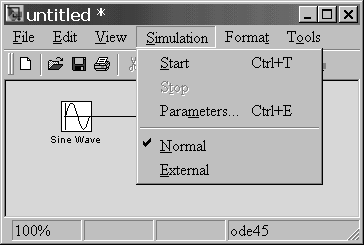 untitled *
File Edit View Simulation Format Tools
Start Ctrl+T
Stop
Parameters... Ctrl+E
Normal
External
Sine Wave
100% ode45